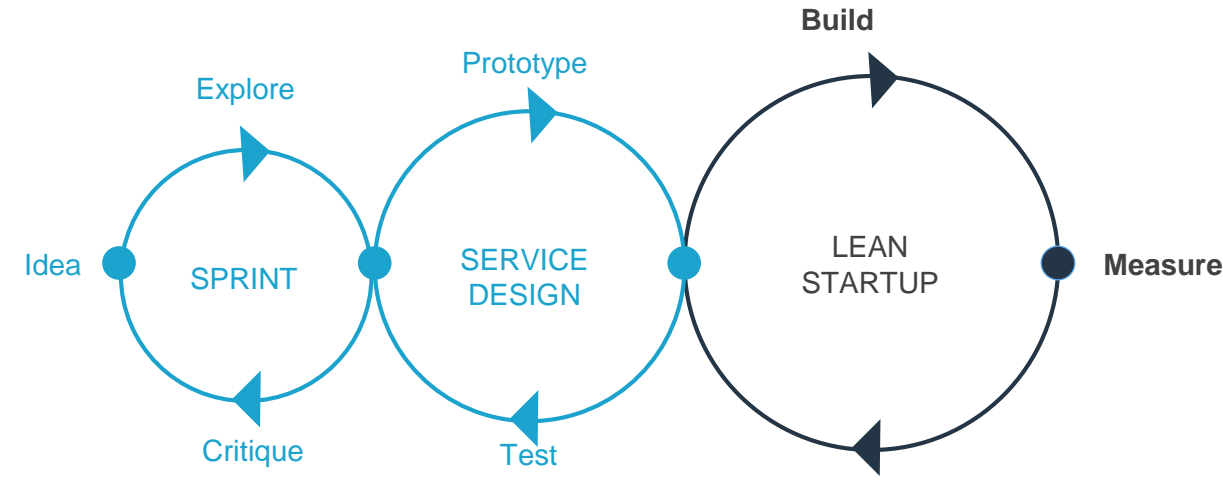 Build
Prototype
Explore
Idea
SPRINT
SERVICE
DESIGN
LEAN
STARTUP
Measure
Critique
Test